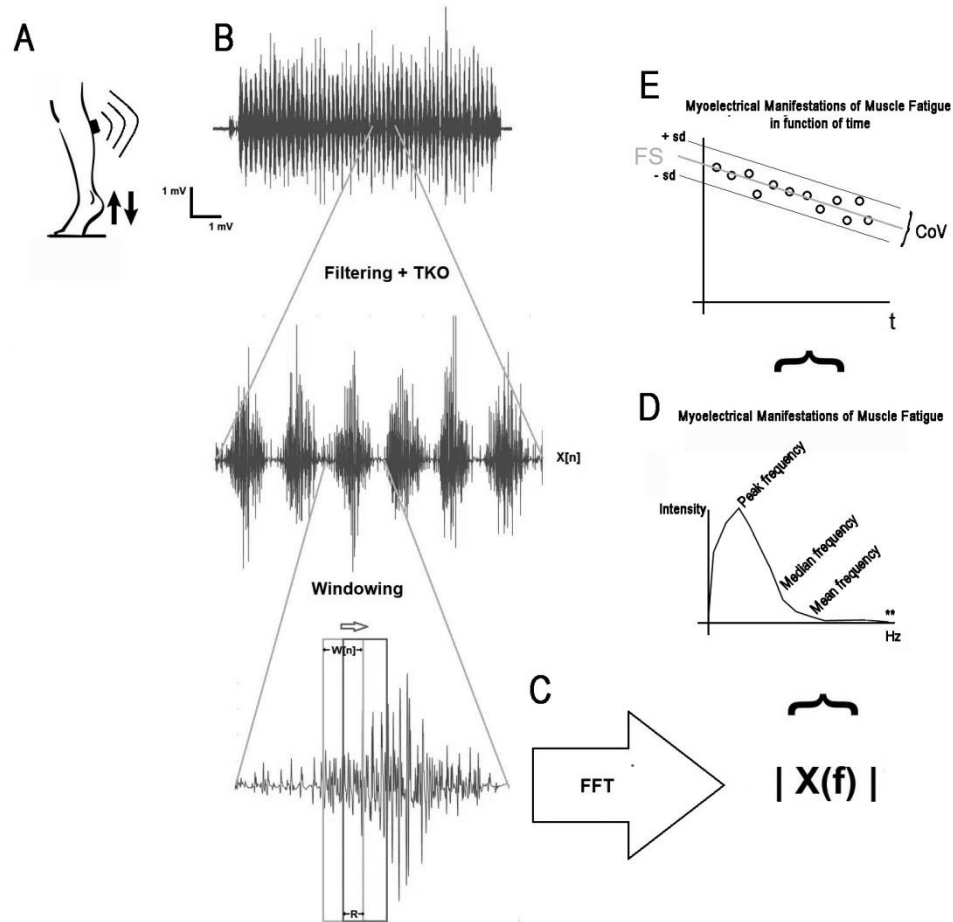 A
1 mV
1 mV
B
Filtering + TKO
X[n]
Windowing
W[n]
R
C
FFT
| X(f) |
D
Myoelectrical Manifestations of Muscle Fatigue
Intensity
Peak frequency
Median frequency
Mean frequency
**
Hz
E
Myoelectrical Manifestations of Muscle Fatigue
in function of time
+ sd
FS
- sd
CoV
t